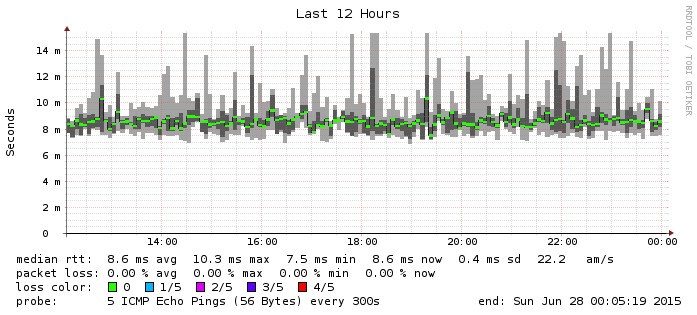 Last 12 Hours
RRDTOOL / TOBI OETIKER
Seconds
14 m
12 m
10 m
8 m
6 m
4 m
2 m
0
14:00 16:00 18:00 20:00 22:00 00:00
median rtt: 8.6 ms avg 10.3 ms max 7.5 ms min 8.6 ms now 0.4 ms sd 22.2 am/s
packet loss: 0.00 % avg 0.00 % max 0.00 % min 0.00 % now
loss color: 0 1/5 2/5 3/5 4/5
probe: 5 ICMP Echo Pings (56 Bytes) every 300s end: Sun Jun 28 00:05:19 2015